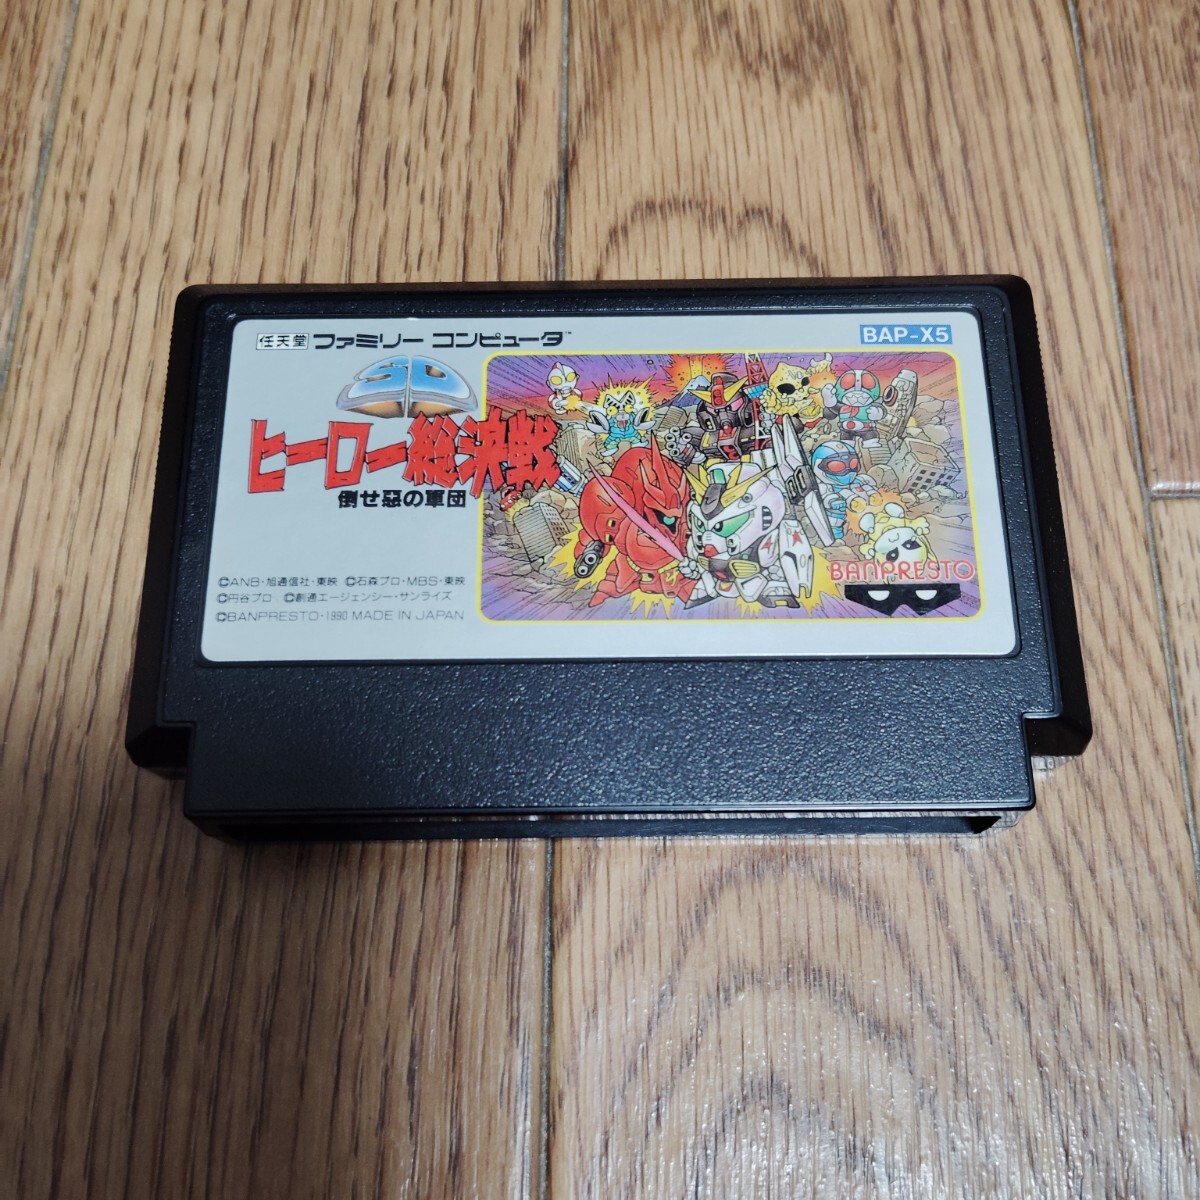 任天堂 ファミリー コンピュータ™
BAP-X5
SD
ヒーロー総決戦
倒せ悪の軍団
©ANB・旭通信社・東映 ©石森プロ・MBS・東映
©円谷プロ ©創通エージェンシー・サンライズ
©BANPRESTO-1990 MADE IN JAPAN
BANPRESTO